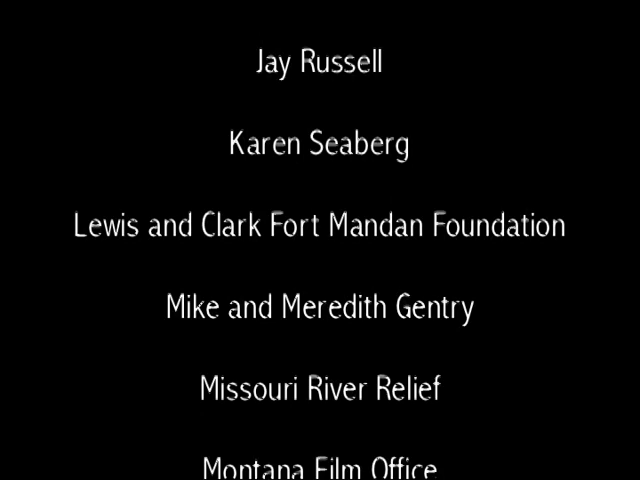 Jay Russell
Karen Seaberg
Lewis and Clark Fort Mandan Foundation
Mike and Meredith Gentry
Missouri River Relief
Montana Film Office